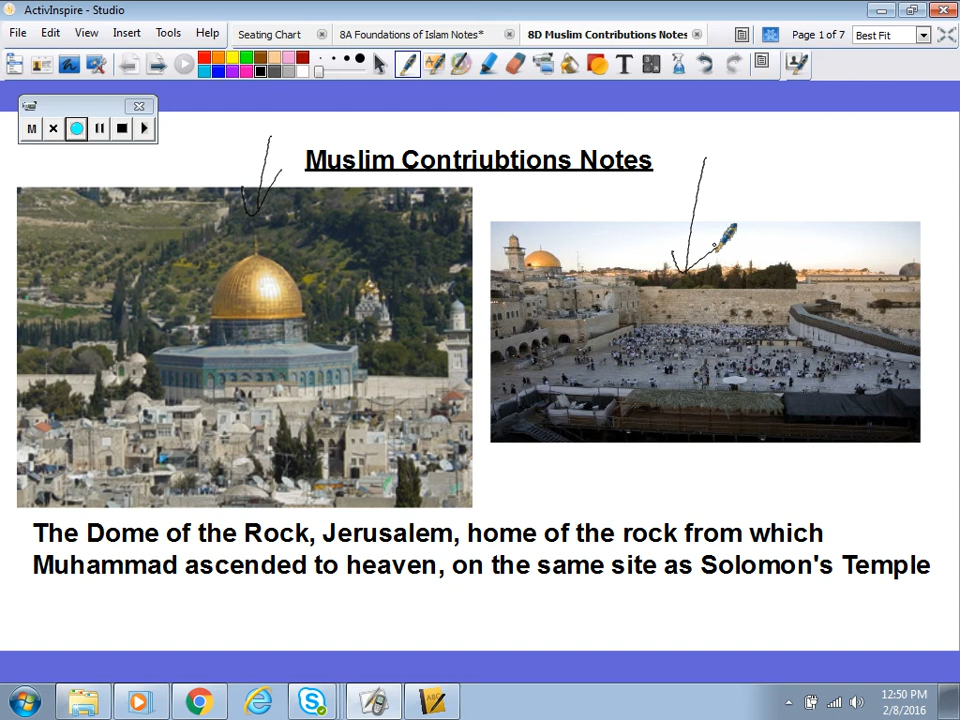 ActivInspire - Studio
File Edit View Insert Tools Help Seating Chart 8A Foundations of Islam Notes* 8D Muslim Contributions Notes Page 1 of 7 Best Fit
M
Muslim Contriubtions Notes
The Dome of the Rock, Jerusalem, home of the rock from which
Muhammad ascended to heaven, on the same site as Solomon's Temple
12:50 PM
2/8/2016